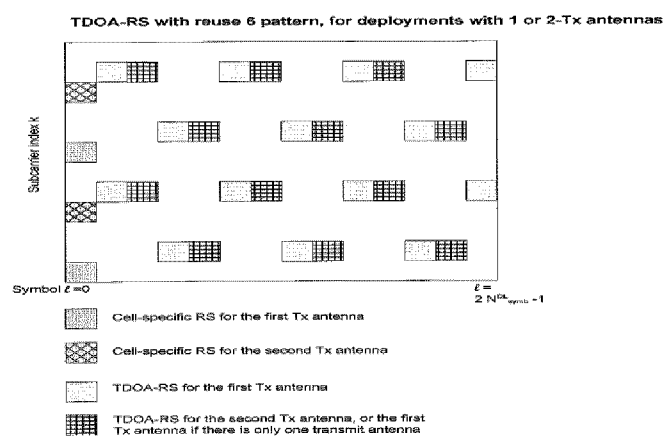 TDOA-RS with reuse 6 pattern, for deployments with 1 or 2-Tx antennas
Subcarrier index k
Symbol ℓ =0
ℓ =
2 N^DL_symb -1
Cell-specific RS for the first Tx antenna
Cell-specific RS for the second Tx antenna
TDOA-RS for the first Tx antenna
TDOA-RS for the second Tx antenna, or the first
Tx antenna if there is only one transmit antenna